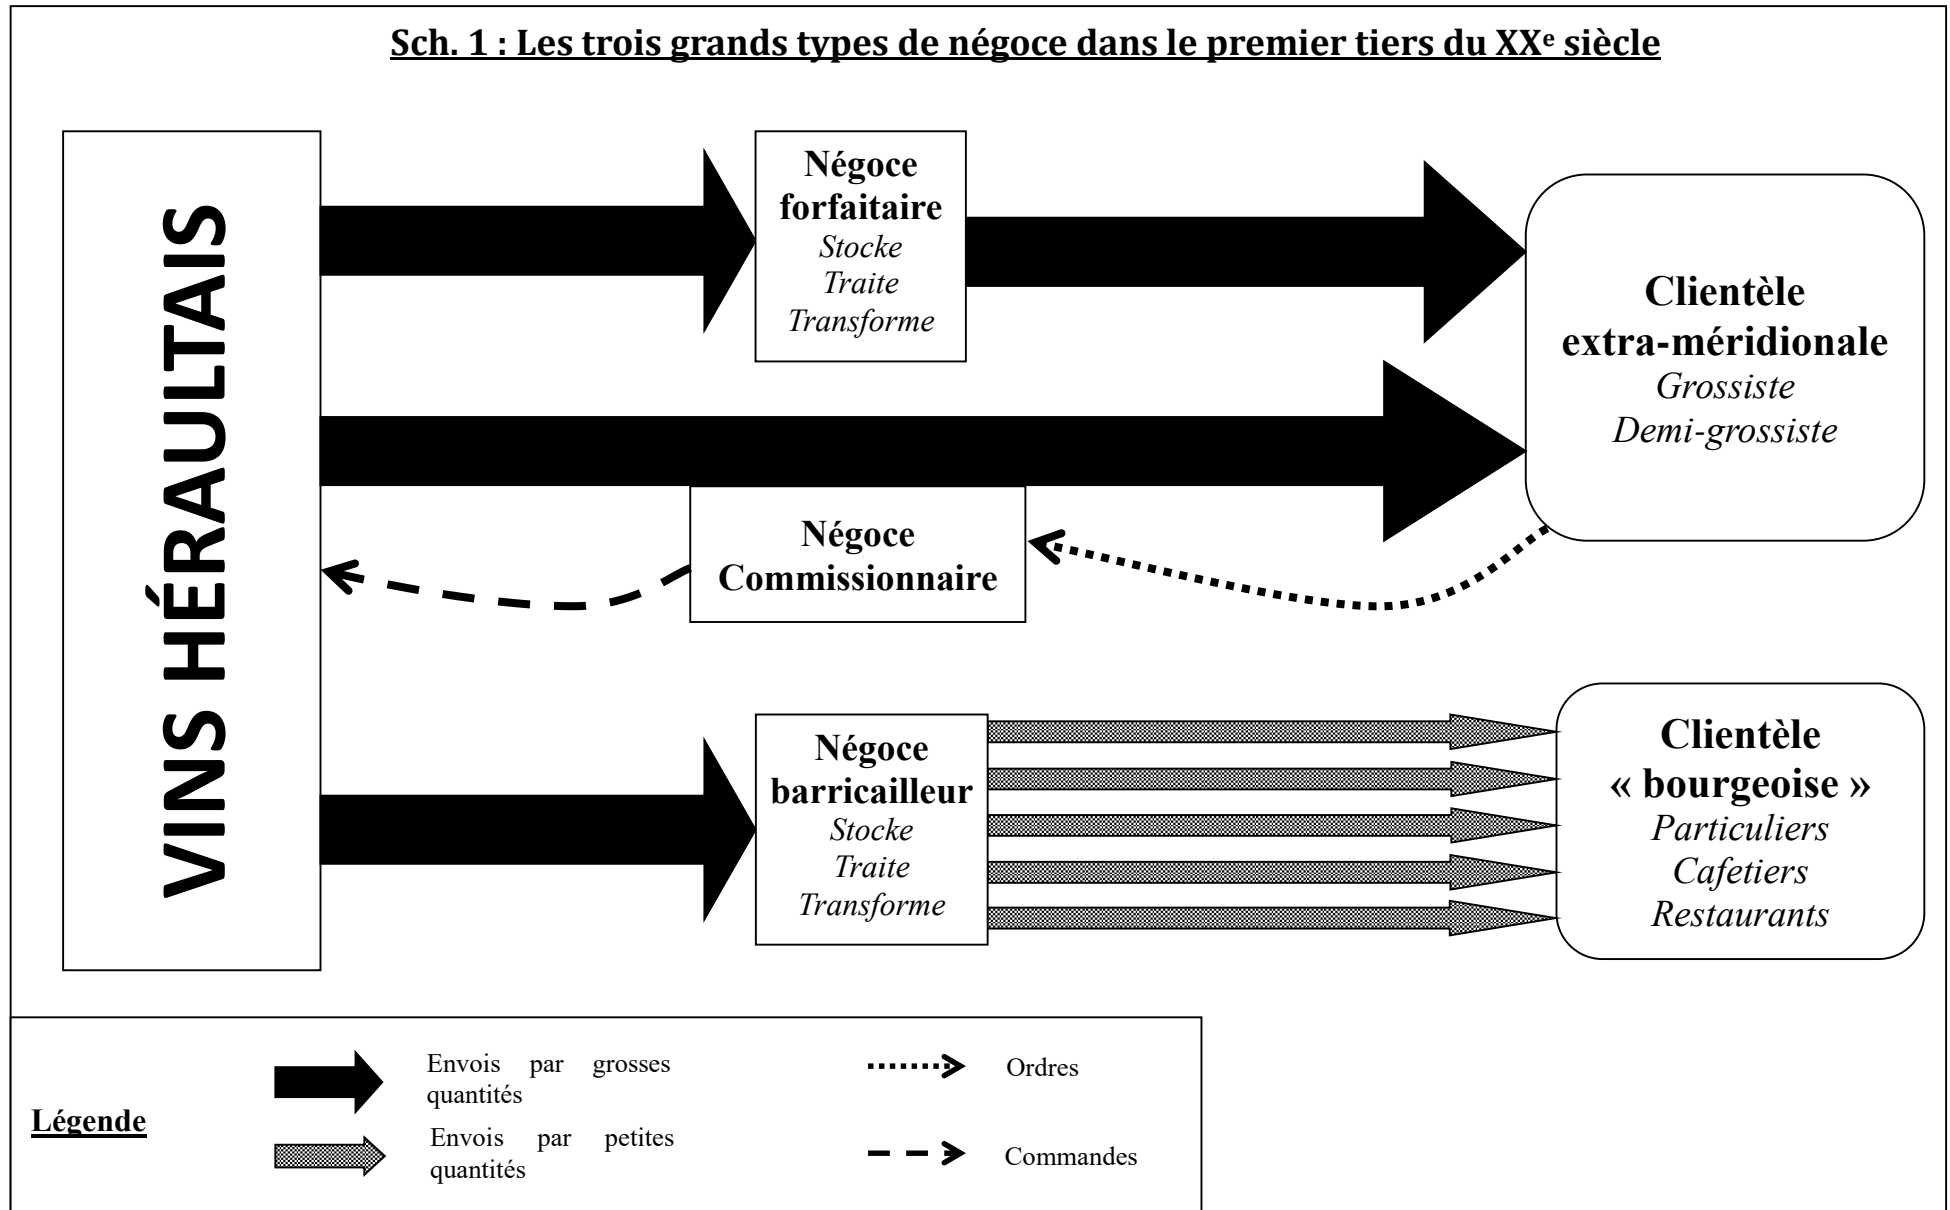 Sch. 1 : Les trois grands types de négoce dans le premier tiers du XXe siècle
VINS HÉRAULTAIS
Négoce
forfaitaire
Stocke
Traite
Transforme
Clientèle
extra-méridionale
Grossiste
Demi-grossiste
Négoce
Commissionnaire
Négoce
barricailleur
Stocke
Traite
Transforme
Clientèle
« bourgeoise »
Particuliers
Cafetiers
Restaurants
Légende
Envois par grosses
quantités
Envois par petites
quantités
Ordres
Commandes